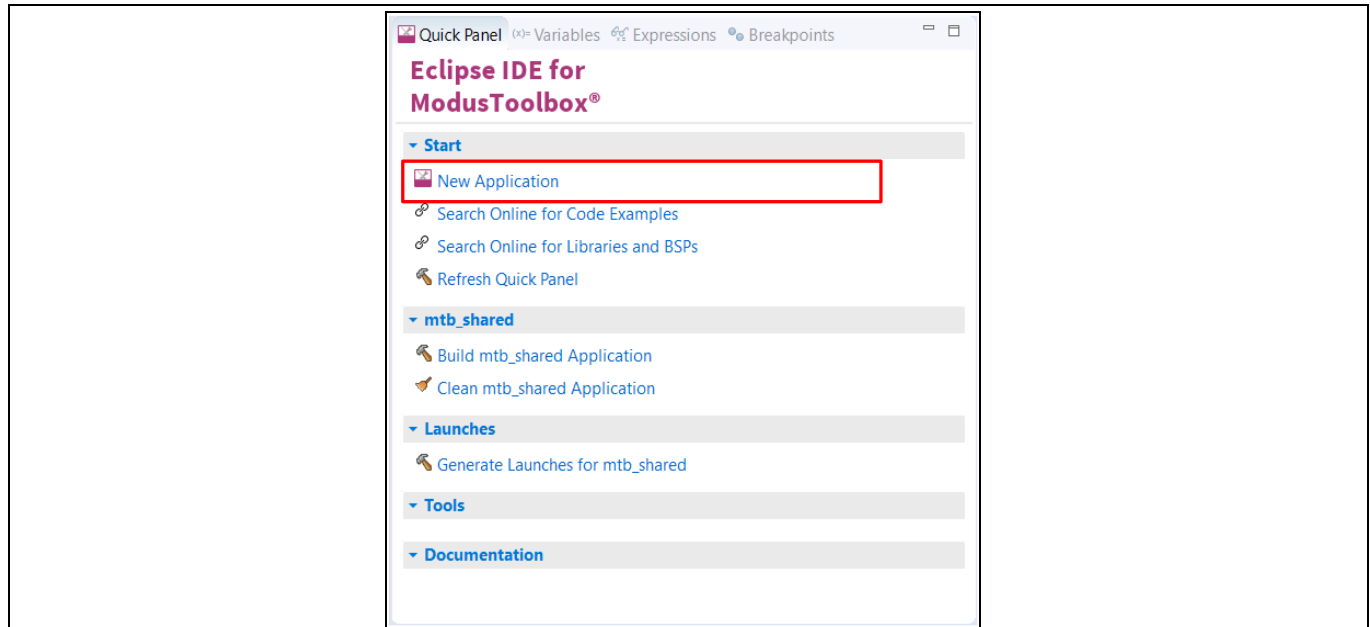 Quick Panel (x)= Variables Expressions Breakpoints
Eclipse IDE for
ModusToolbox®
Start
New Application
Search Online for Code Examples
Search Online for Libraries and BSPs
Refresh Quick Panel
mtb_shared
Build mtb_shared Application
Clean mtb_shared Application
Launches
Generate Launches for mtb_shared
Tools
Documentation